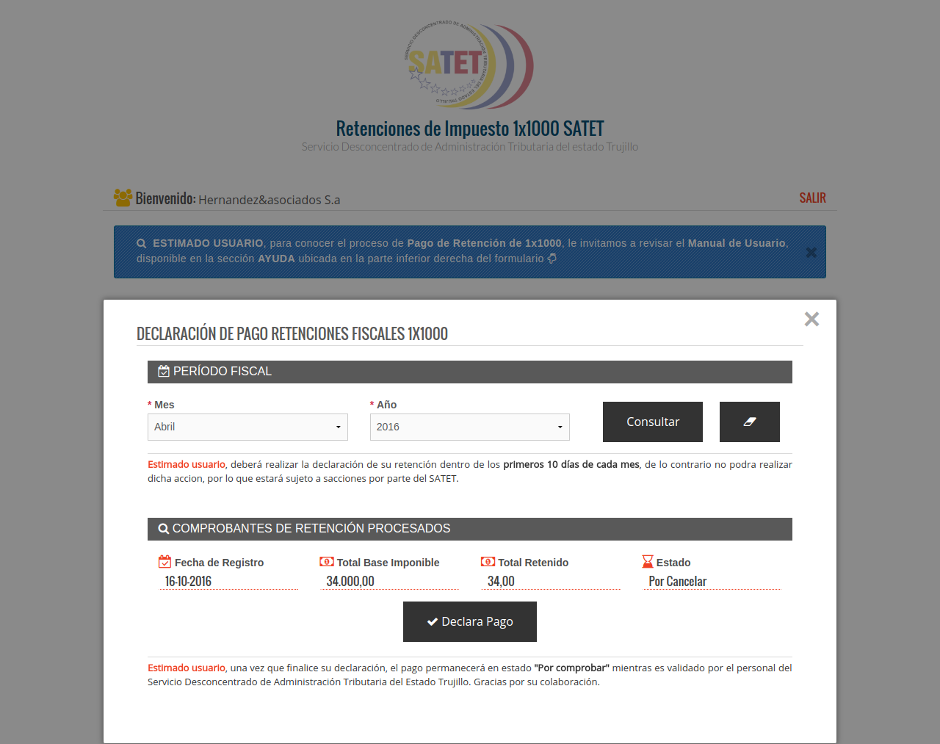 SATET
Retenciones de Impuesto 1x1000 SATET
Servicio Desconcentrado de Administración Tributaria del estado Trujillo
Bienvenido: Hernandez&asociados S.a
SALIR
ESTIMADO USUARIO, para conocer el proceso de Pago de Retención de 1x1000, le invitamos a revisar el Manual de Usuario,
disponible en la sección AYUDA ubicada en la parte inferior derecha del formulario
DECLARACIÓN DE PAGO RETENCIONES FISCALES 1X1000
PERÍODO FISCAL
* Mes
* Año
Abril
2016
Consultar
Estimado usuario, deberá realizar la declaración de su retención dentro de los primeros 10 días de cada mes, de lo contrario no podra realizar
dicha accion, por lo que estará sujeto a sacciones por parte del SATET.
COMPROBANTES DE RETENCIÓN PROCESADOS
Fecha de Registro
Total Base Imponible
Total Retenido
Estado
16-10-2016
34.000,00
34,00
Por Cancelar
Declara Pago
Estimado usuario, una vez que finalice su declaración, el pago permanecerá en estado "Por comprobar" mientras es validado por el personal del
Servicio Desconcentrado de Administración Tributaria del Estado Trujillo. Gracias por su colaboración.